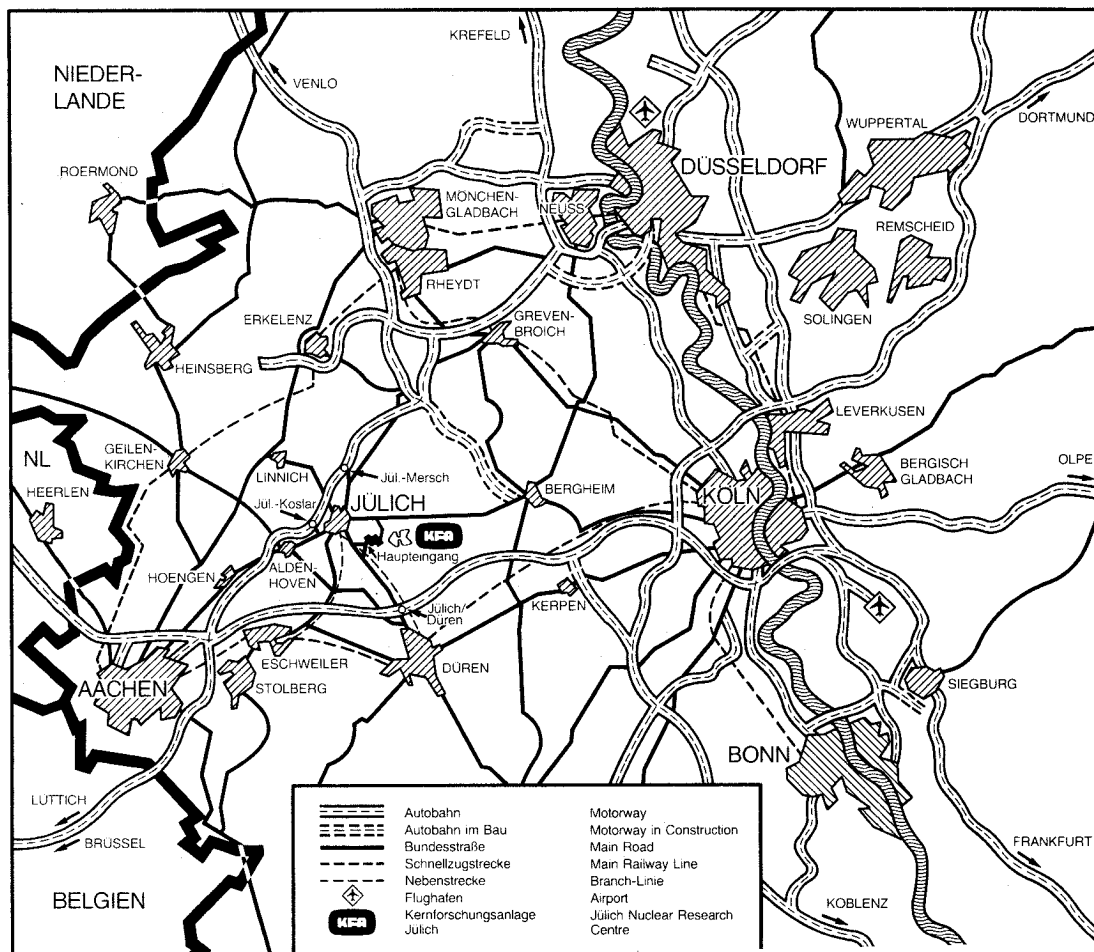 KREFELD
NIEDER-
LANDE
VENLO
DORTMUND
WUPPERTAL
ROERMOND
DÜSSELDORF
MÖNCHEN-
GLADBACH
NEUSS
REMSCHEID
RHEYDT
ERKELENZ
GREVEN-
BROICH
SOLINGEN
HEINSBERG
LEVERKUSEN
GEILEN-
KIRCHEN
NL
HEERLEN
LINNICH
Jül.-Mersch
BERGISCH
GLADBACH
OLPE
Jül.-Koslar
JÜLICH
BERGHEIM
KÖLN
KFA
Haupteingang
HOENGEN
ALDEN-
HOVEN
KERPEN
Jülich/
Düren
ESCHWEILER
DÜREN
AACHEN
STOLBERG
SIEGBURG
BONN
LÜTTICH
BRÜSSEL
FRANKFURT
BELGIEN
KOBLENZ
Autobahn Motorway
Autobahn im Bau Motorway in Construction
Bundesstraße Main Road
Schnellzugstrecke Main Railway Line
Nebenstrecke Branch-Linie
Flughafen Airport
KFA Kernforschungsanlage Jülich Nuclear Research
Jülich Centre